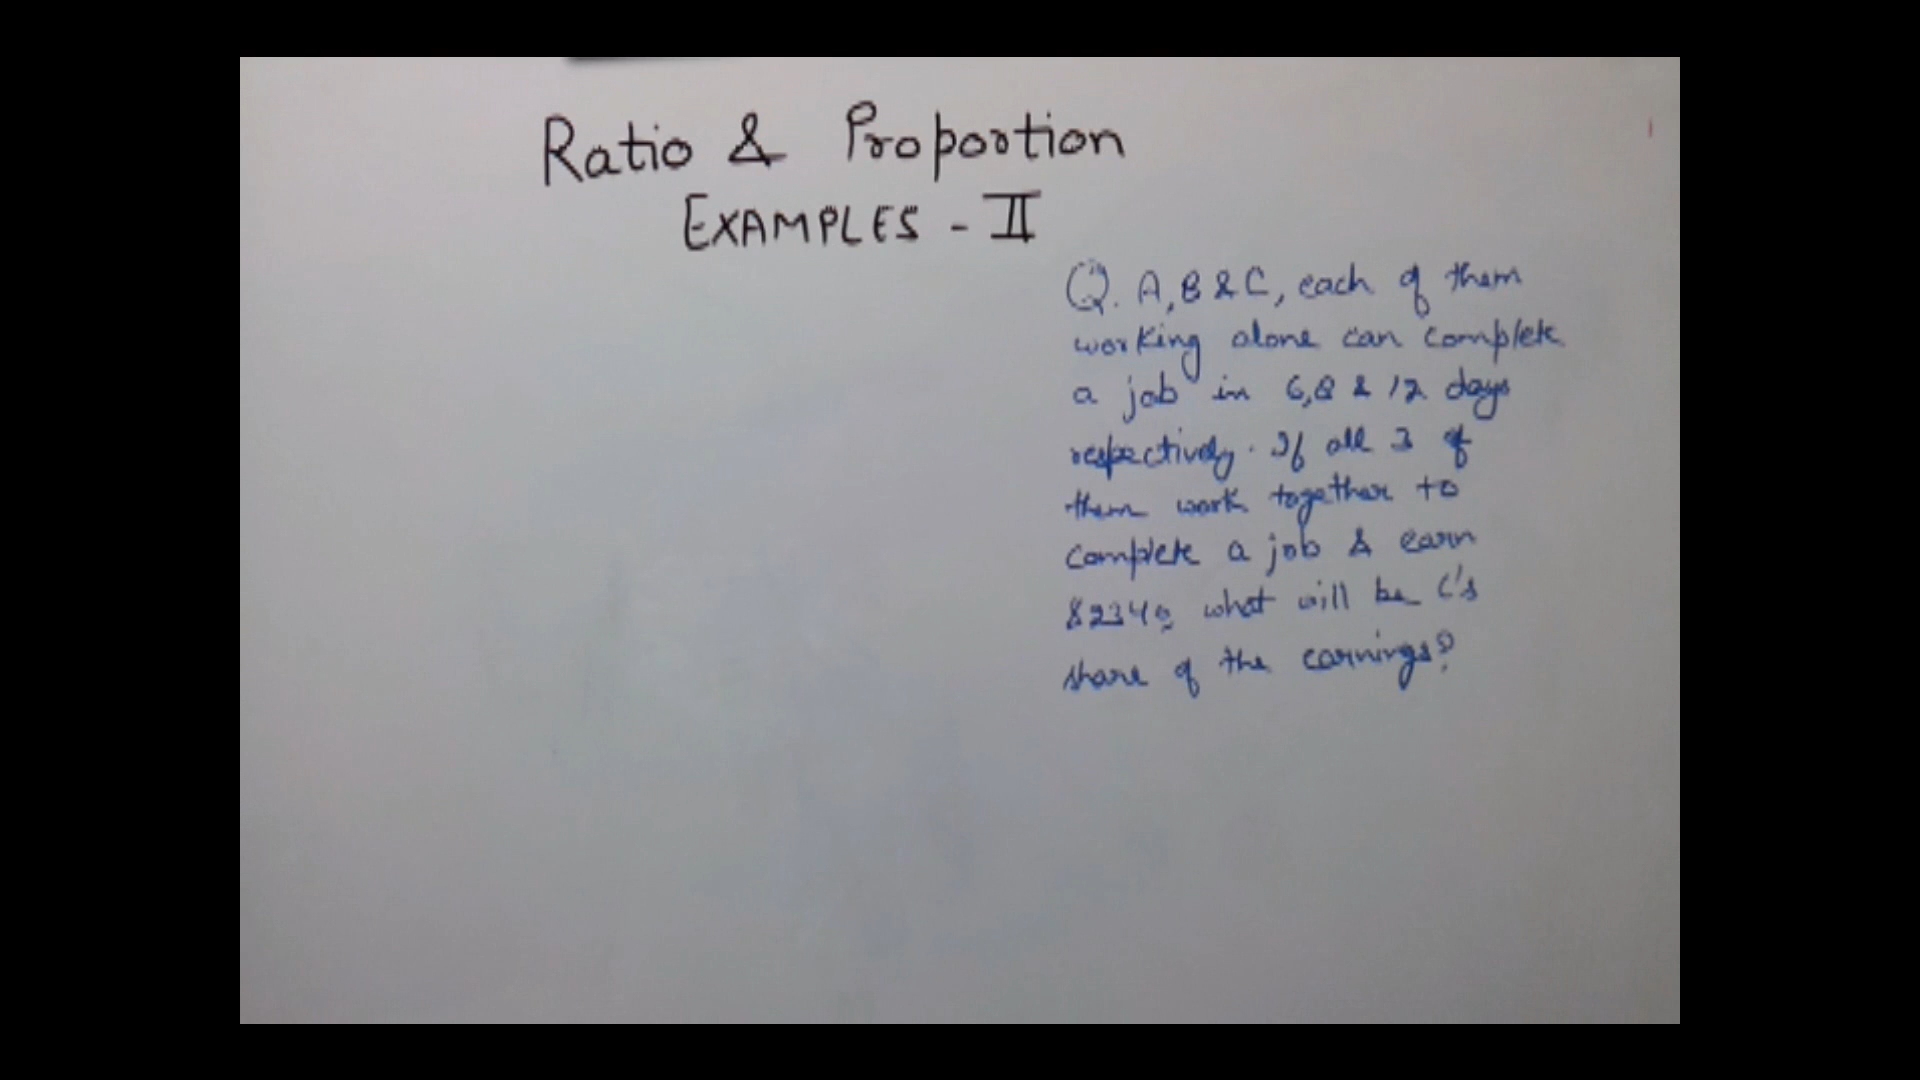 Ratio & Proportion
EXAMPLES - II
Q. A, B & C, each of them
working alone can complete
a job in 6, 8 & 12 days
respectively. If all 3 of
them work together to
complete a job & earn
$2340, what will be C's
share of the earnings?